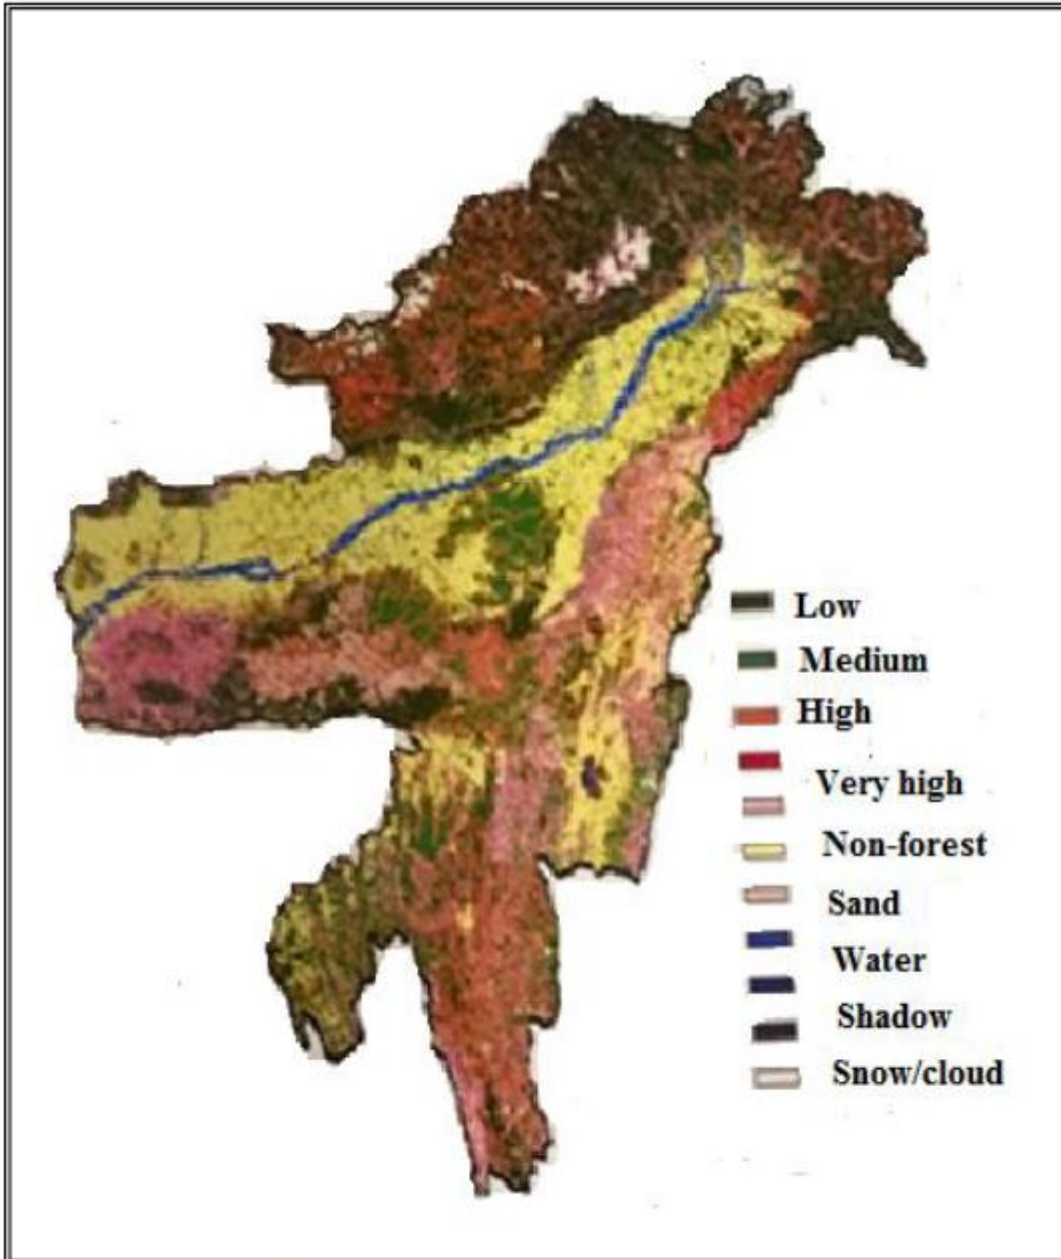 Low
Medium
High
Very high
Non-forest
Sand
Water
Shadow
Snow/cloud